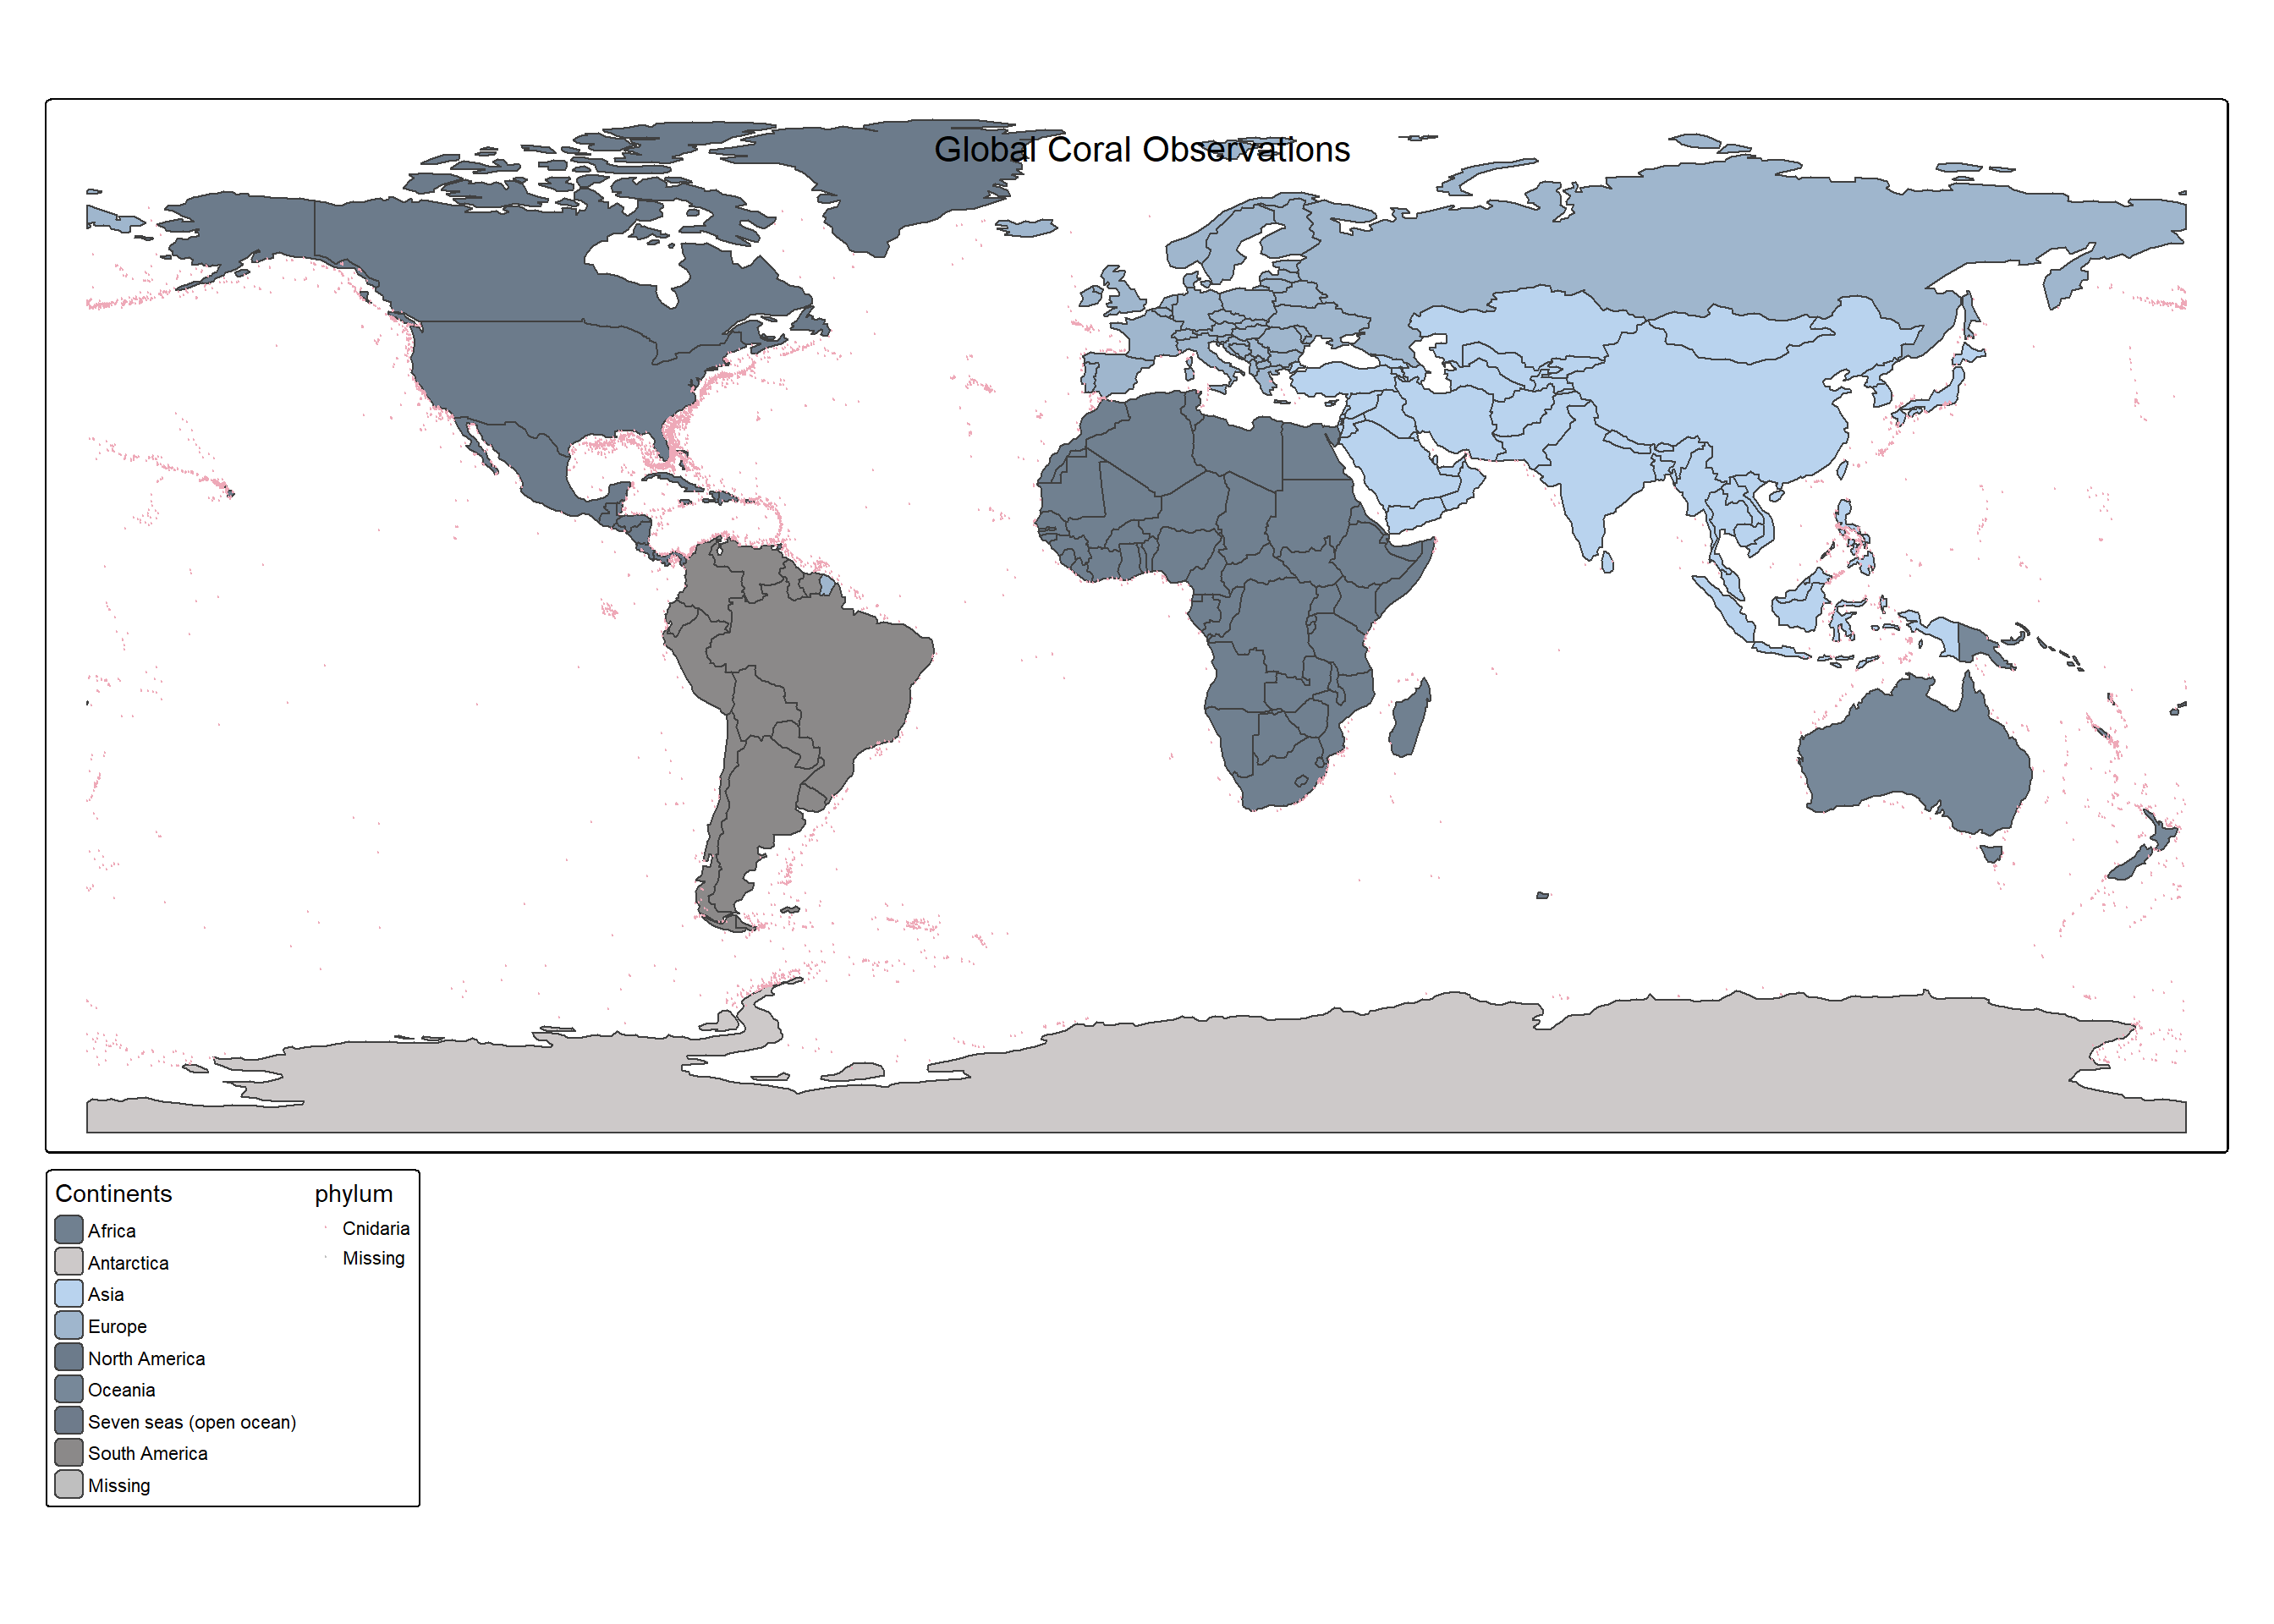 Global Coral Observations
Continents
Africa
Antarctica
Asia
Europe
North America
Oceania
Seven seas (open ocean)
South America
Missing
phylum
Cnidaria
Missing